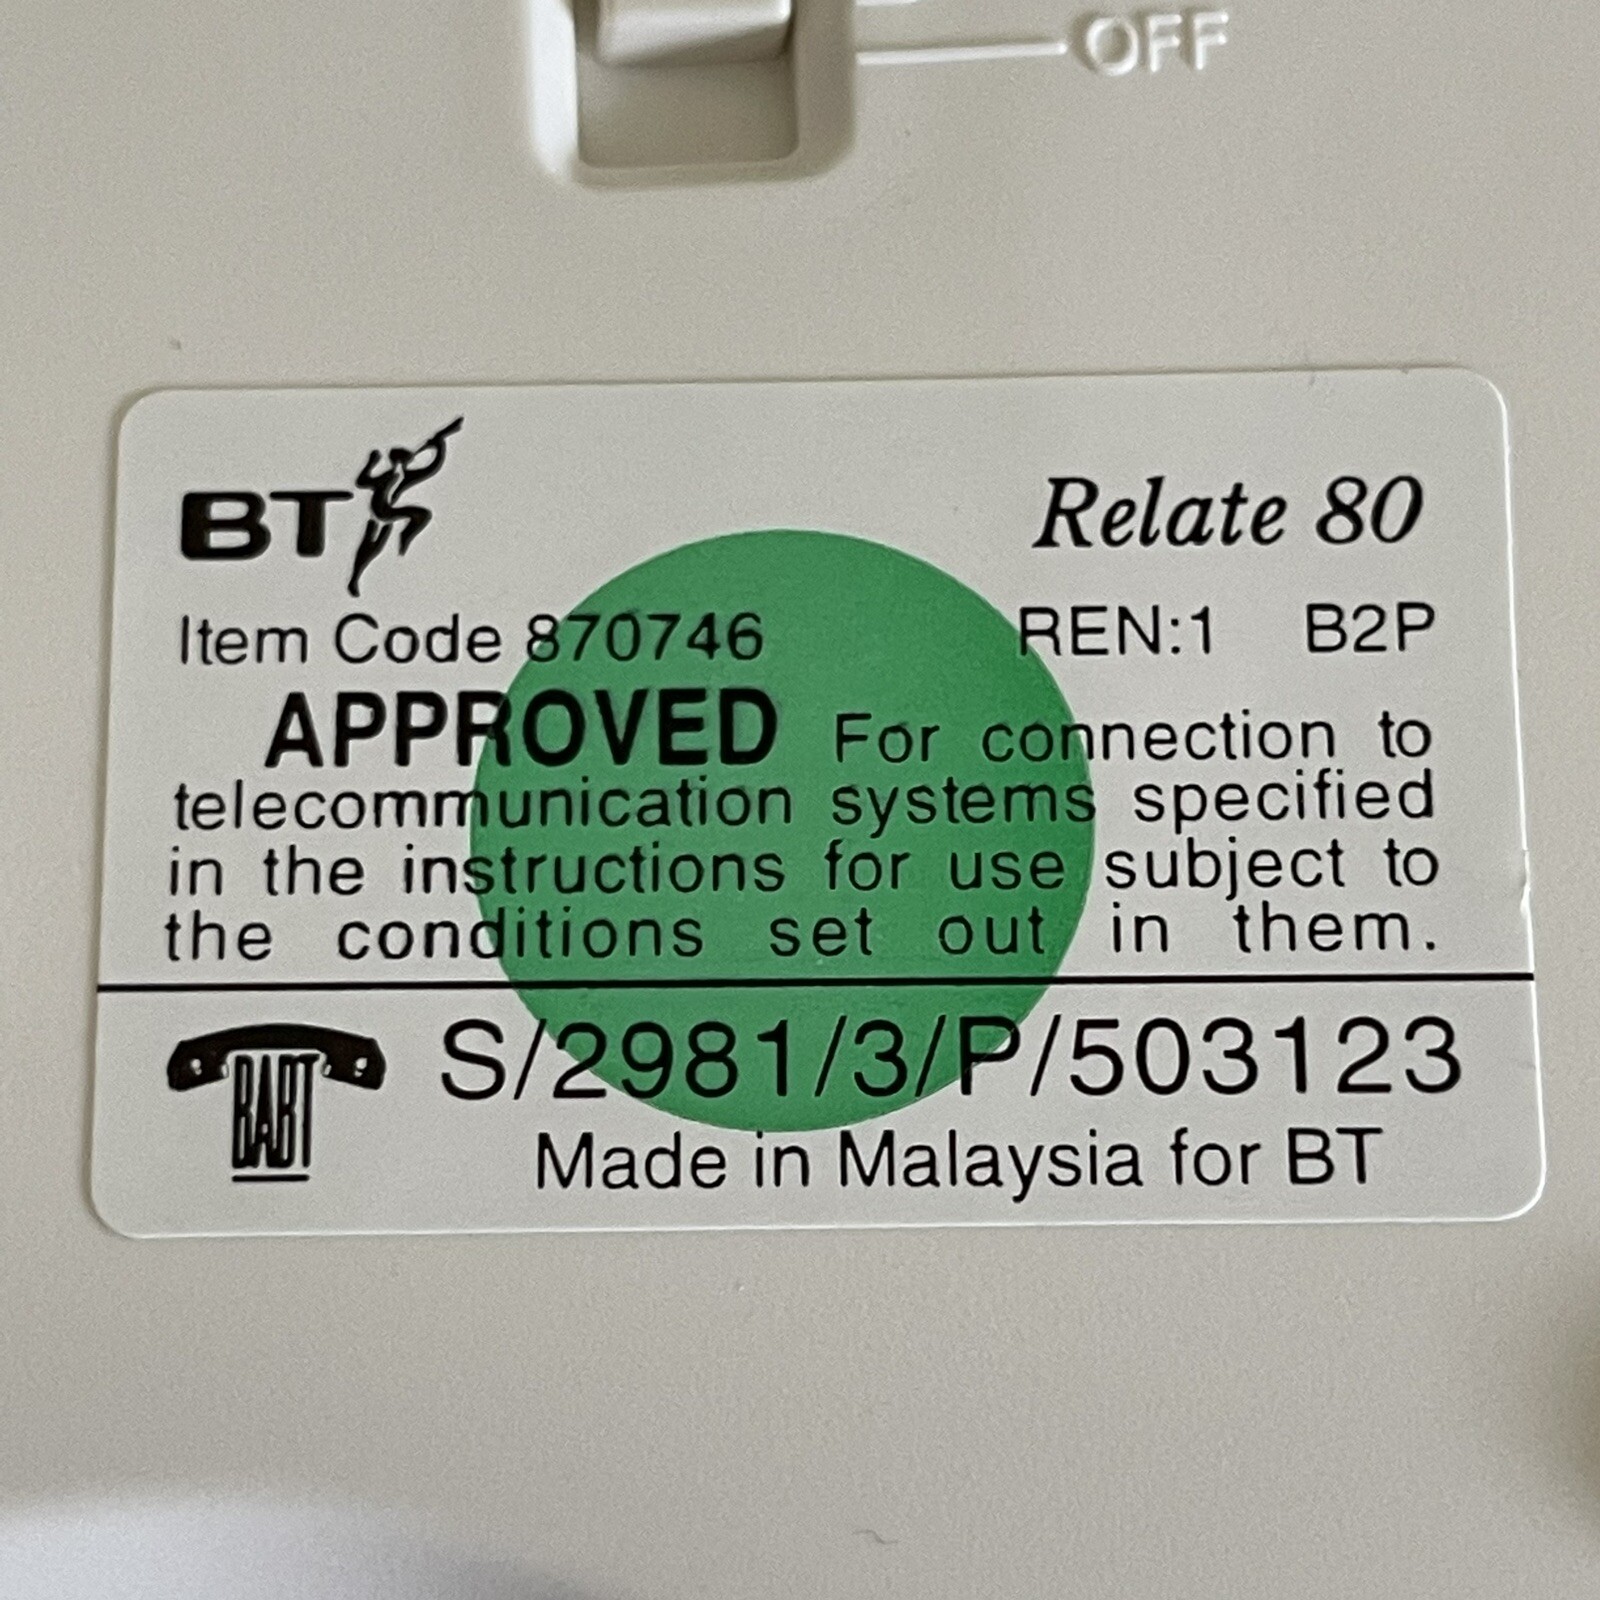 OFF
BT
Relate 80
Item Code 870746 REN:1 B2P
APPROVED For connection to
telecommunication systems specified
in the instructions for use subject to
the conditions set out in them.
BABT
S/2981/3/P/503123
Made in Malaysia for BT